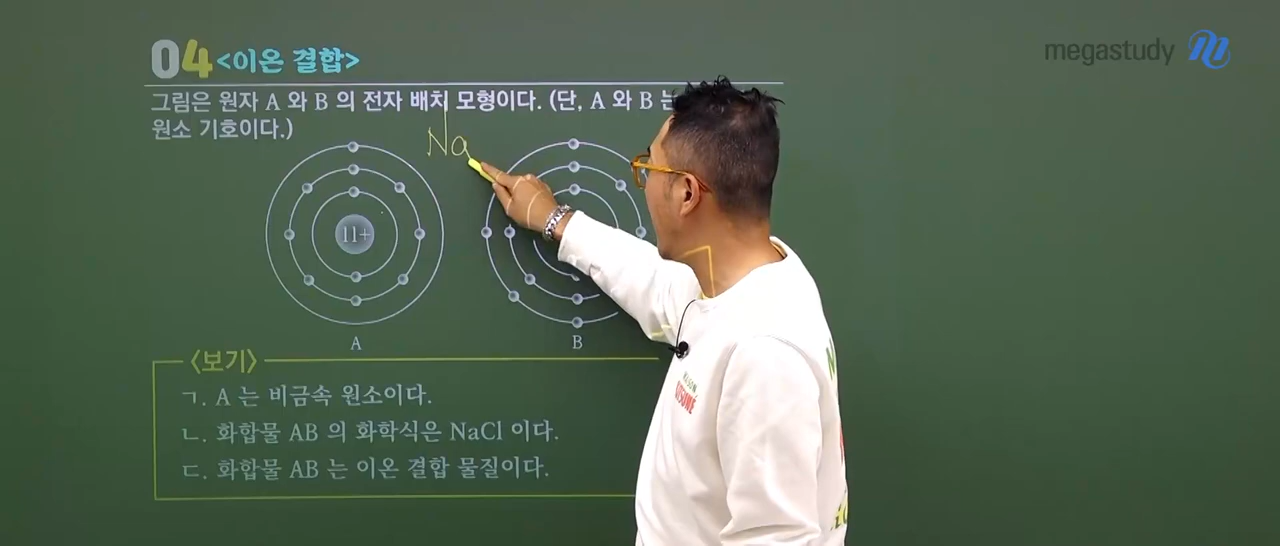 04 <이온 결합>
megastudy
그림은 원자 A 와 B 의 전자 배치 모형이다. (단, A 와 B 는
원소 기호이다.)
Na
11+
A
B
<보기>
ㄱ. A 는 비금속 원소이다.
ㄴ. 화합물 AB 의 화학식은 NaCl 이다.
ㄷ. 화합물 AB 는 이온 결합 물질이다.